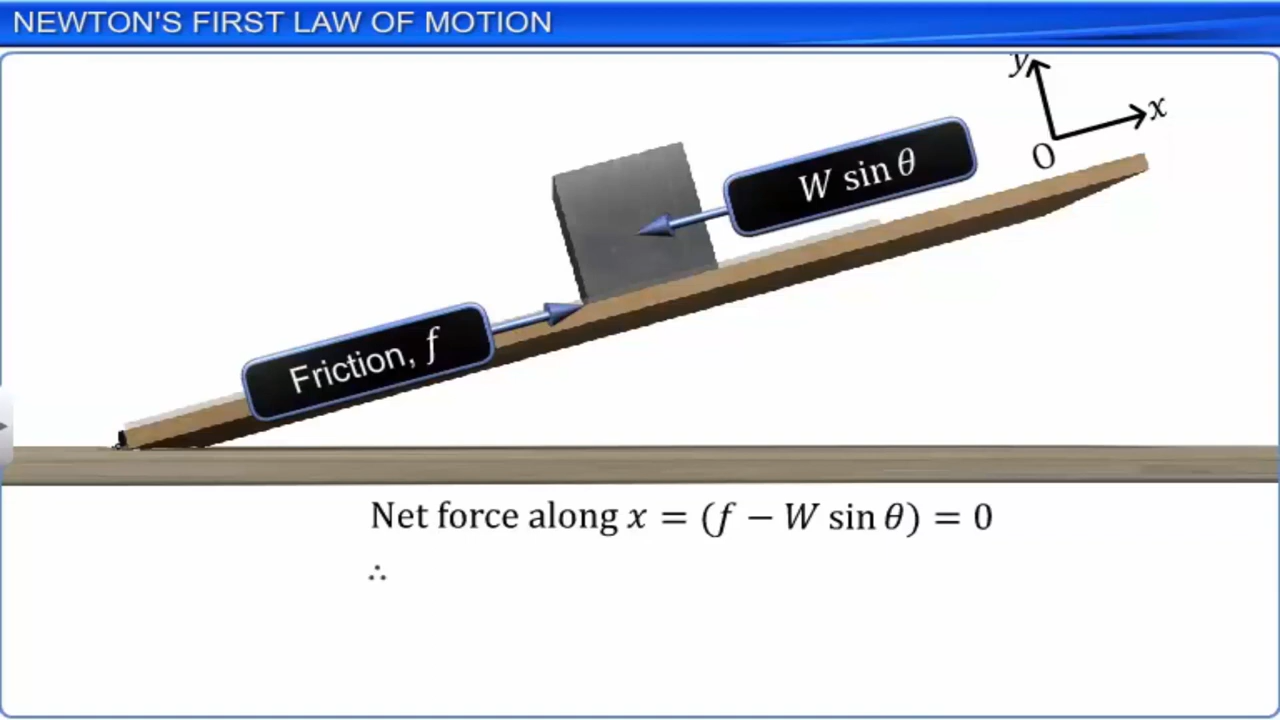 NEWTON'S FIRST LAW OF MOTION
y
x
O
W sin θ
Friction, f
Net force along x = (f − W sin θ) = 0
∴